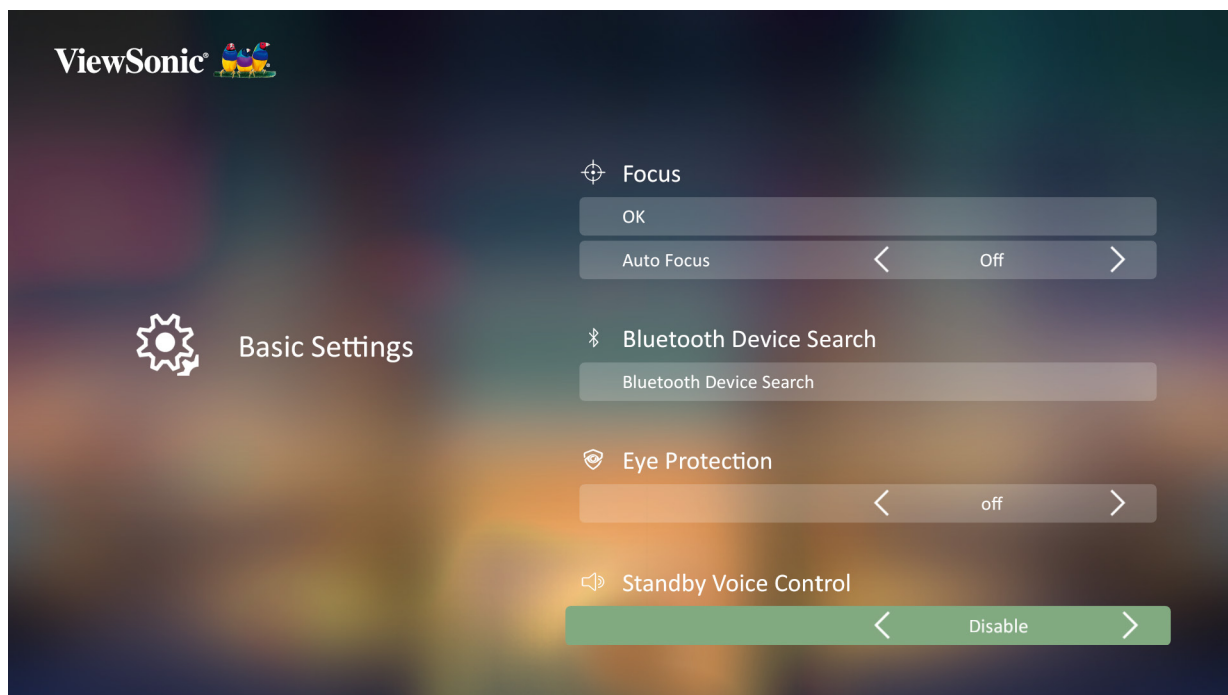 ViewSonic®
Focus
OK
Auto Focus Off
Basic Settings
Bluetooth Device Search
Bluetooth Device Search
Eye Protection
off
Standby Voice Control
Disable